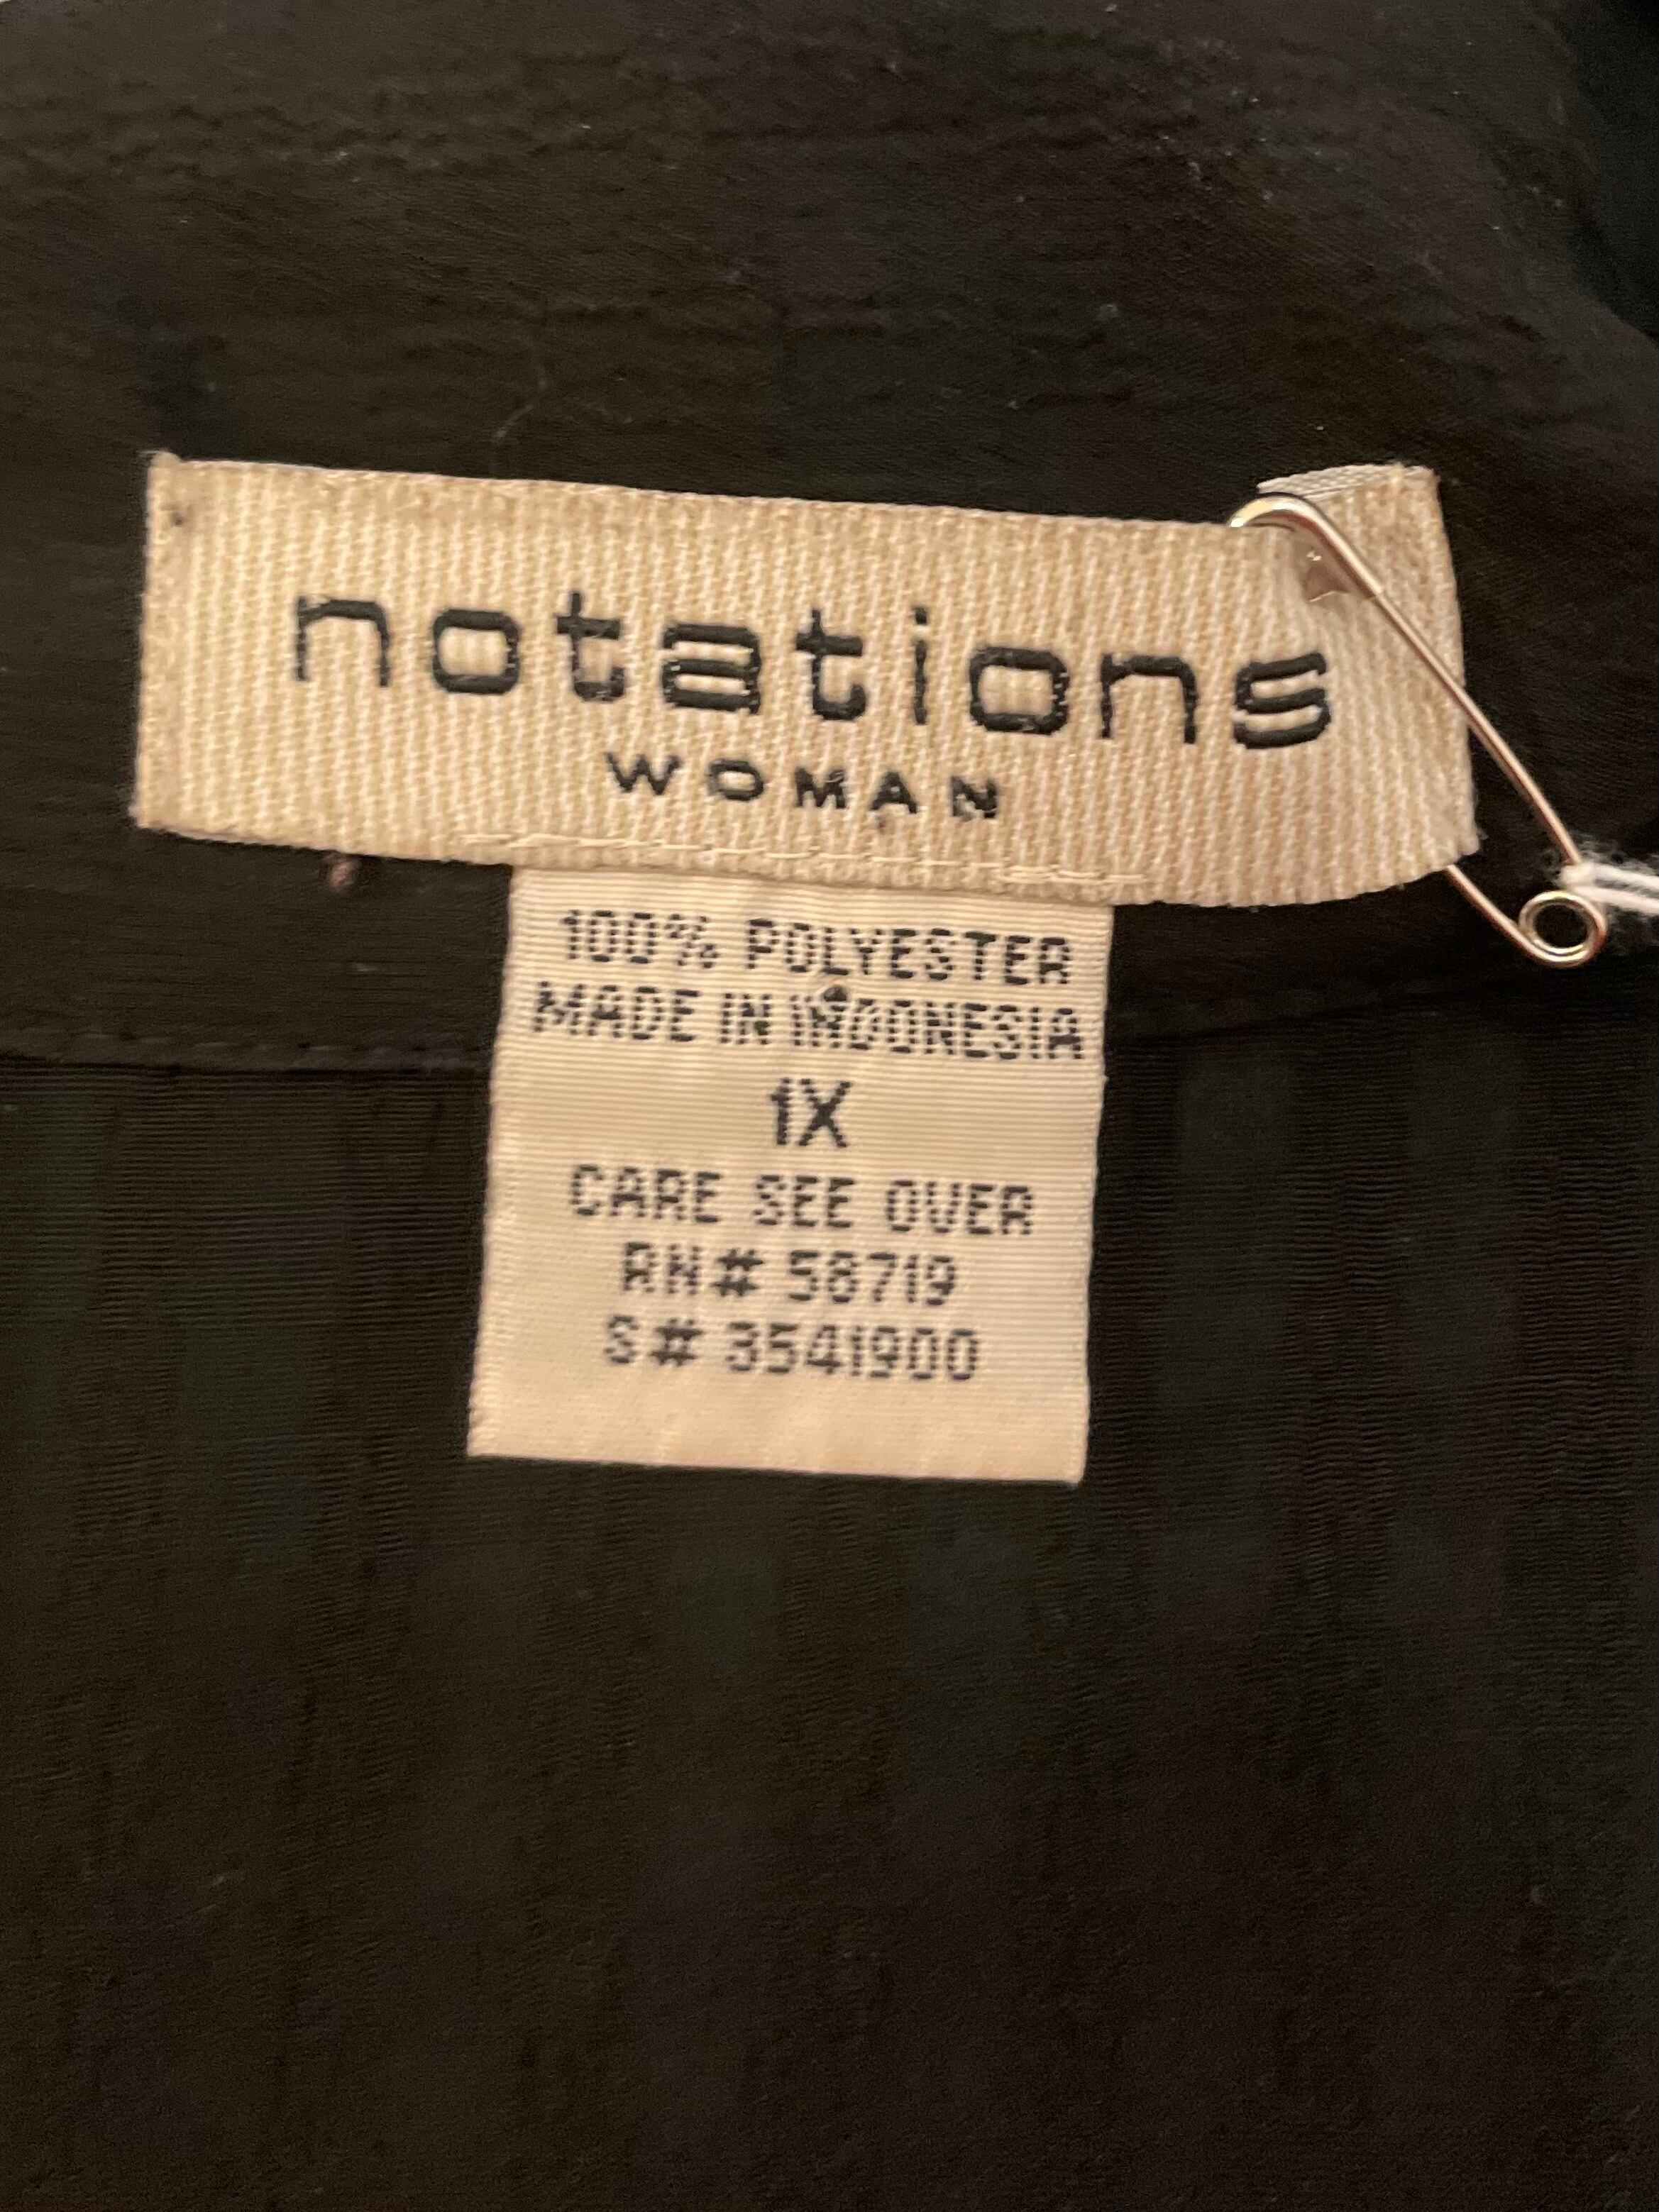 notations
WOMAN
100% POLYESTER
MADE IN INDONESIA
1X
CARE SEE OVER
RN# 58719
S# 3541900